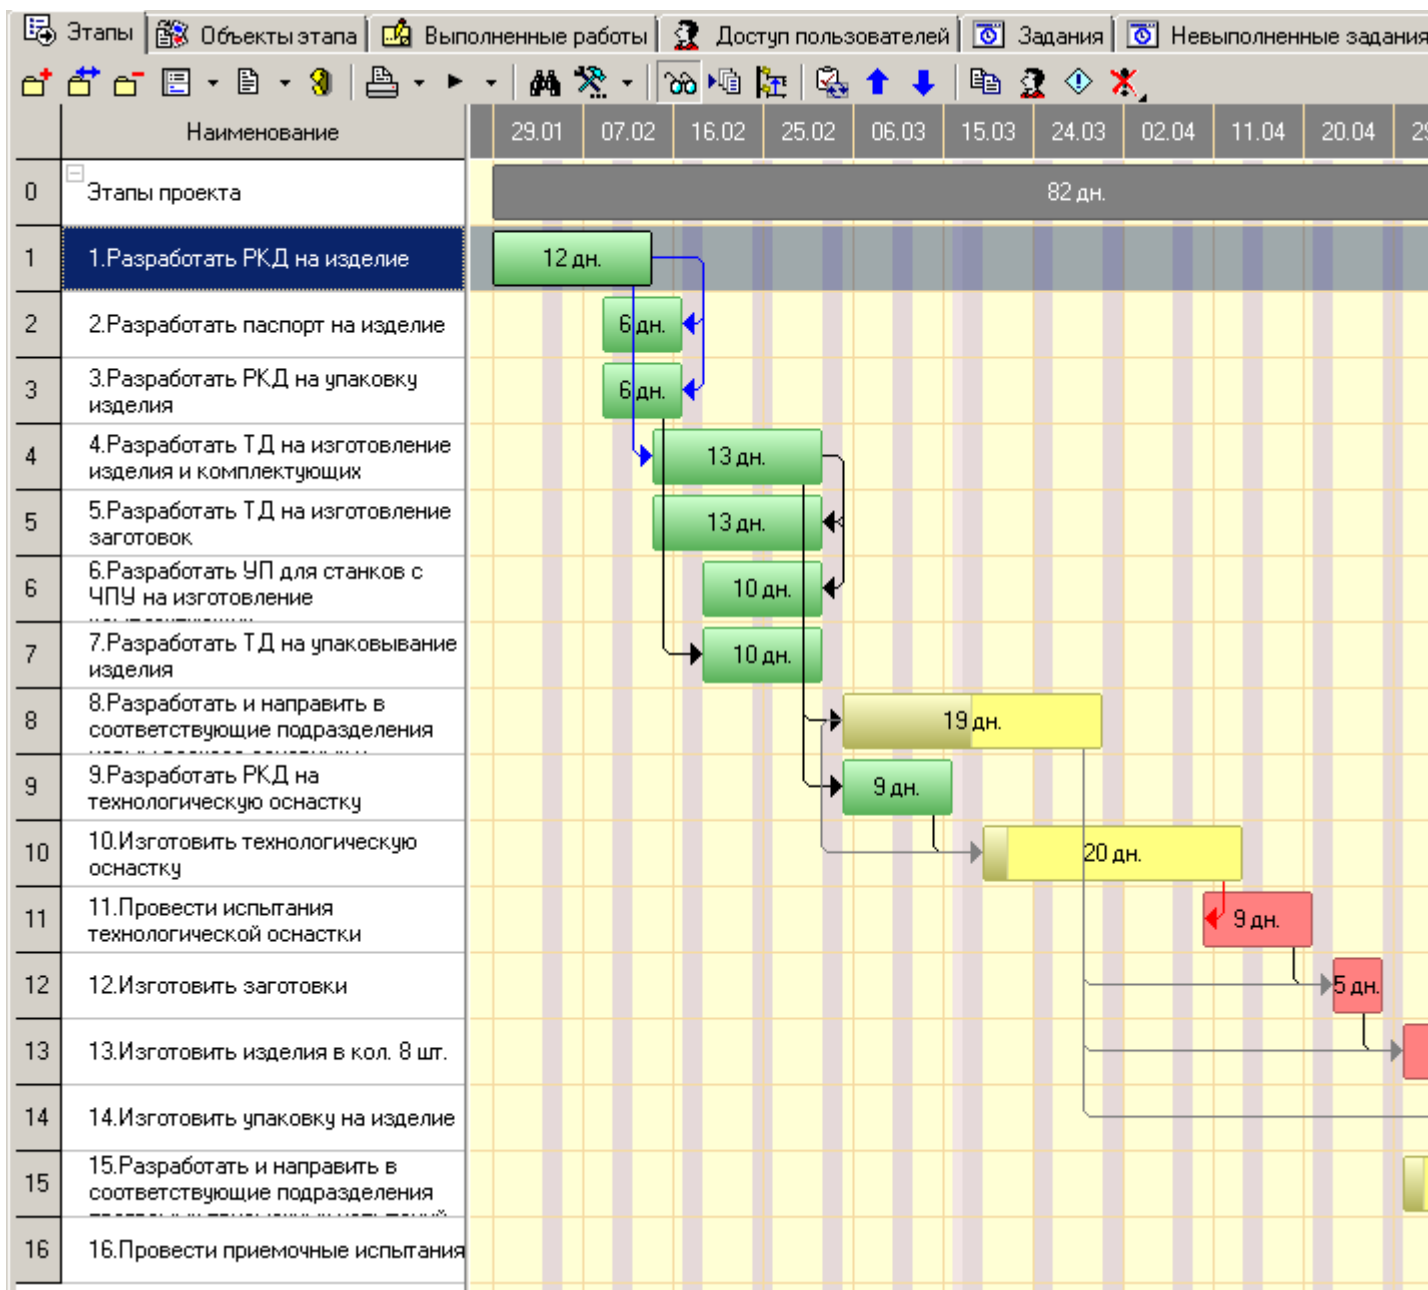 Этапы Объекты этапа Выполненные работы Доступ пользователей Задания Невыполненные задания
Наименование 29.01 07.02 16.02 25.02 06.03 15.03 24.03 02.04 11.04 20.04
0 Этапы проекта 82 дн.
1 1.Разработать РКД на изделие 12 дн.
2 2.Разработать паспорт на изделие 6 дн.
3 3.Разработать РКД на упаковку
изделия 6 дн.
4 4.Разработать ТД на изготовление
изделия и комплектующих 13 дн.
5 5.Разработать ТД на изготовление
заготовок 13 дн.
6 6.Разработать УП для станков с
ЧПУ на изготовление 10 дн.
7 7.Разработать ТД на упаковывание
изделия 10 дн.
8 8.Разработать и направить в
соответствующие подразделения 19 дн.
9 9.Разработать РКД на
технологическую оснастку 9 дн.
10 10.Изготовить технологическую
оснастку 20 дн.
11 11.Провести испытания
технологической оснастки 9 дн.
12 12.Изготовить заготовки 5 дн.
13 13.Изготовить изделия в кол. 8 шт.
14 14.Изготовить упаковку на изделие
15 15.Разработать и направить в
соответствующие подразделения
16 16.Провести приемочные испытания